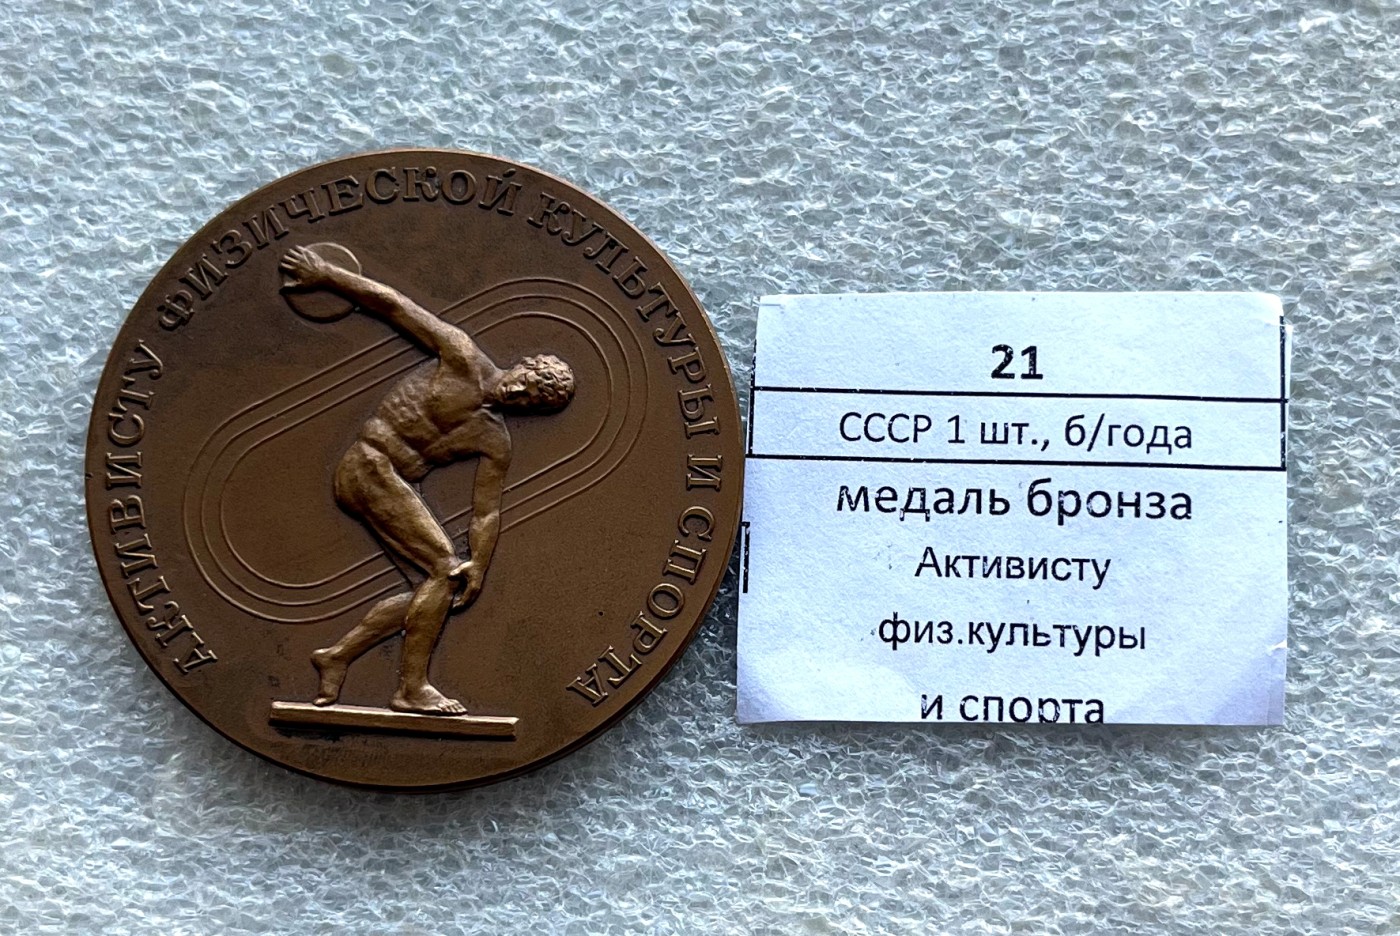 АКТИВИСТУ ФИЗИЧЕСКОЙ КУЛЬТУРЫ И СПОРТА
21
СССР 1 шт., б/года
медаль бронза
Активисту
физ.культуры
и спорта